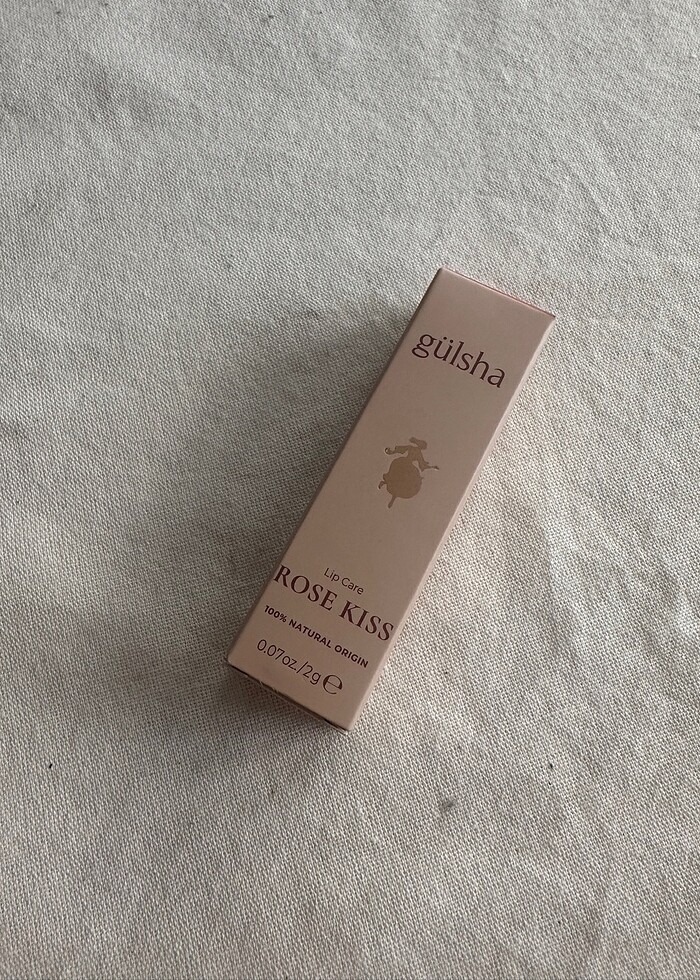 gülsha
Lip Care
ROSE KISS
100% NATURAL ORIGIN
0.07oz./2g ℮